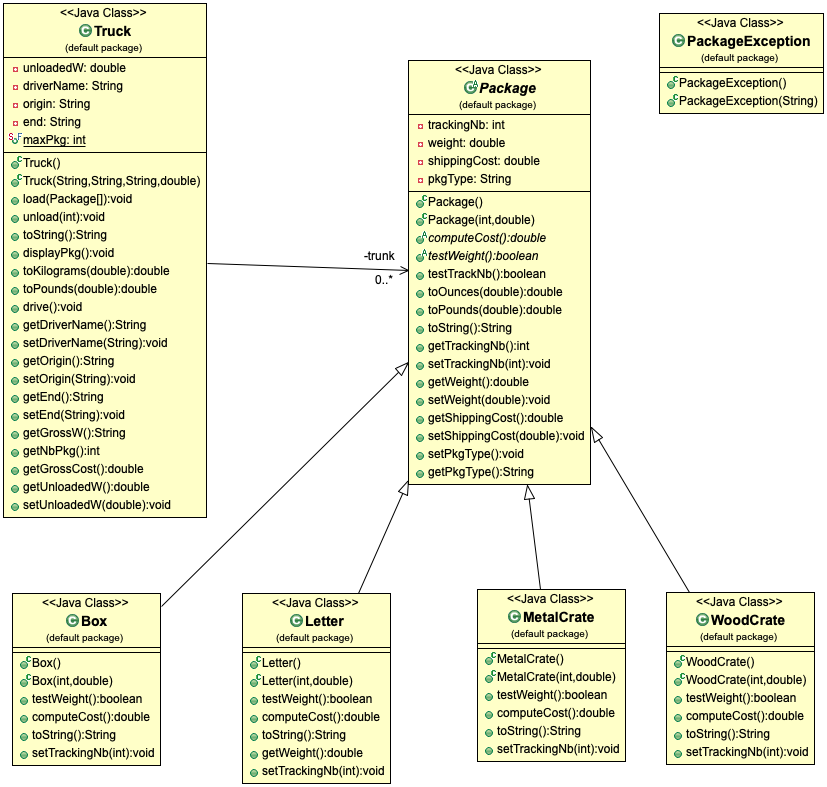 <<Java Class>>
Truck
(default package)
unloadedW: double
driverName: String
origin: String
end: String
maxPkg: int
Truck()
Truck(String,String,String,double)
load(Package[]):void
unload(int):void
toString():String
displayPkg():void
toKilograms(double):double
toPounds(double):double
drive():void
getDriverName():String
setDriverName(String):void
getOrigin():String
setOrigin(String):void
getEnd():String
setEnd(String):void
getGrossW():String
getNbPkg():int
getGrossCost():double
getUnloadedW():double
setUnloadedW(double):void
-trunk
0..*
<<Java Class>>
Package
(default package)
trackingNb: int
weight: double
shippingCost: double
pkgType: String
Package()
Package(int,double)
computeCost():double
testWeight():boolean
testTrackNb():boolean
toOunces(double):double
toPounds(double):double
toString():String
getTrackingNb():int
setTrackingNb(int):void
getWeight():double
setWeight(double):void
getShippingCost():double
setShippingCost(double):void
setPkgType():void
getPkgType():String
<<Java Class>>
PackageException
(default package)
PackageException()
PackageException(String)
<<Java Class>>
Box
(default package)
Box()
Box(int,double)
testWeight():boolean
computeCost():double
toString():String
setTrackingNb(int):void
<<Java Class>>
Letter
(default package)
Letter()
Letter(int,double)
testWeight():boolean
computeCost():double
toString():String
getWeight():double
setTrackingNb(int):void
<<Java Class>>
MetalCrate
(default package)
MetalCrate()
MetalCrate(int,double)
testWeight():boolean
computeCost():double
toString():String
setTrackingNb(int):void
<<Java Class>>
WoodCrate
(default package)
WoodCrate()
WoodCrate(int,double)
testWeight():boolean
computeCost():double
toString():String
setTrackingNb(int):void